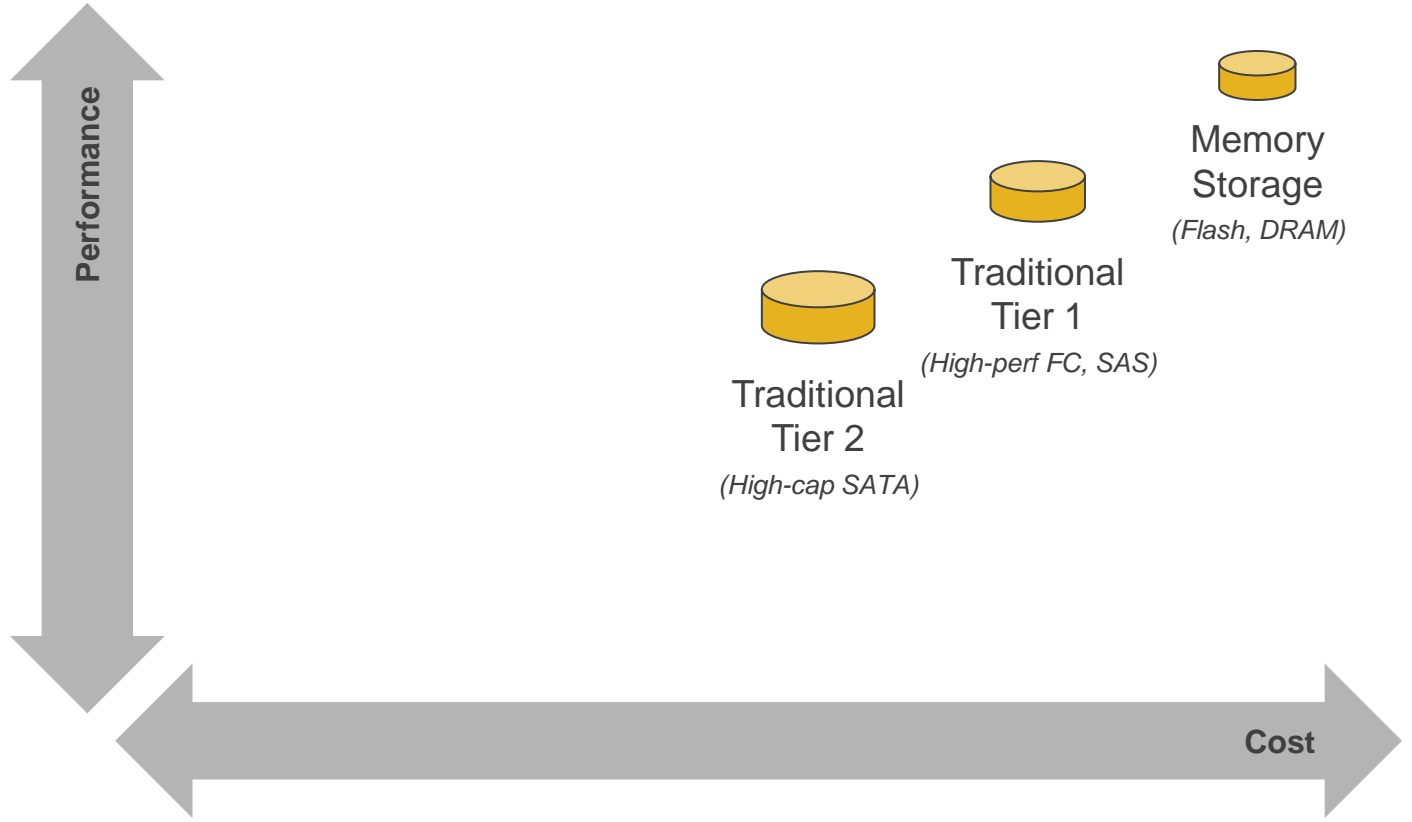 Performance
Memory
Storage
(Flash, DRAM)
Traditional
Tier 1
(High-perf FC, SAS)
Traditional
Tier 2
(High-cap SATA)
Cost